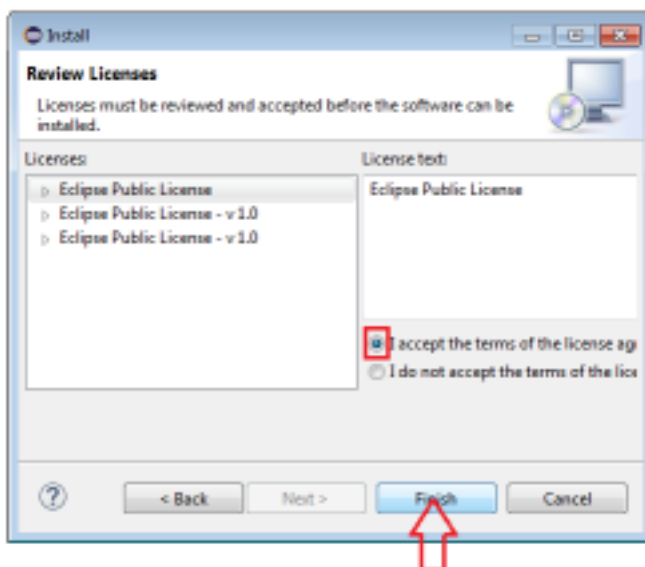 Install
Review Licenses
Licenses must be reviewed and accepted before the software can be
installed.
Licenses:
Eclipse Public License
Eclipse Public License - v 1.0
Eclipse Public License - v 1.0
License text:
Eclipse Public License
I accept the terms of the license ag
I do not accept the terms of the lice
?
< Back
Next >
Finish
Cancel